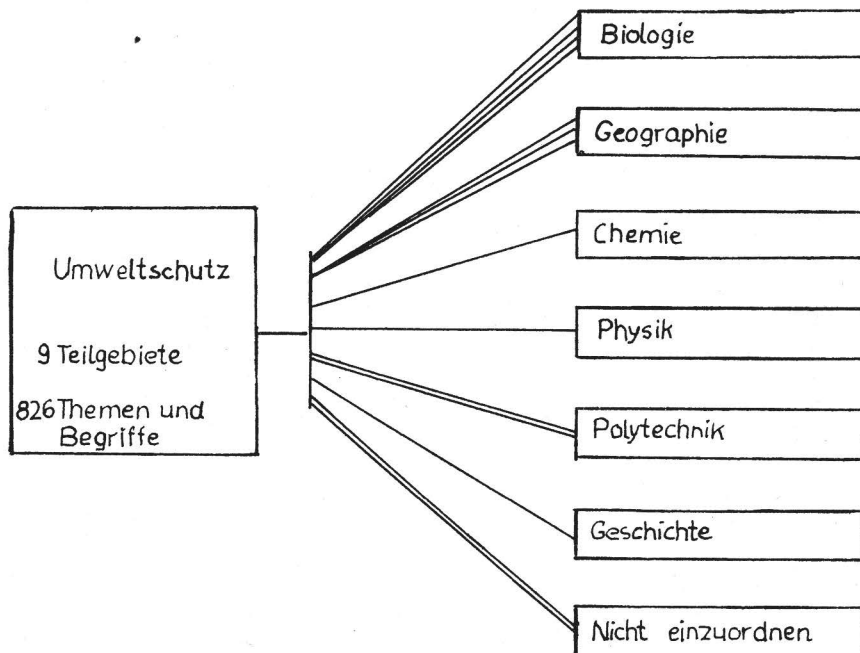 Umweltschutz
9 Teilgebiete
826 Themen und
Begriffe
Biologie
Geographie
Chemie
Physik
Polytechnik
Geschichte
Nicht einzuordnen